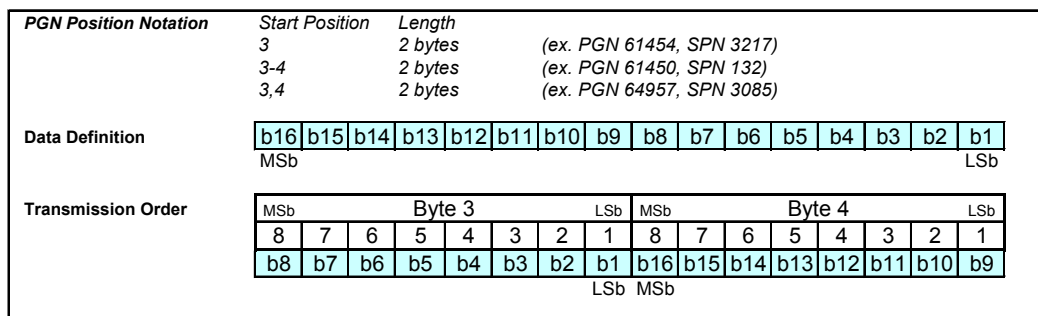 PGN Position Notation Start Position Length
3 2 bytes (ex. PGN 61454, SPN 3217)
3-4 2 bytes (ex. PGN 61450, SPN 132)
3,4 2 bytes (ex. PGN 64957, SPN 3085)
Data Definition b16 b15 b14 b13 b12 b11 b10 b9 b8 b7 b6 b5 b4 b3 b2 b1
MSb LSb
Transmission Order MSb Byte 3 LSb MSb Byte 4 LSb
8 7 6 5 4 3 2 1 8 7 6 5 4 3 2 1
b8 b7 b6 b5 b4 b3 b2 b1 b16 b15 b14 b13 b12 b11 b10 b9
LSb MSb